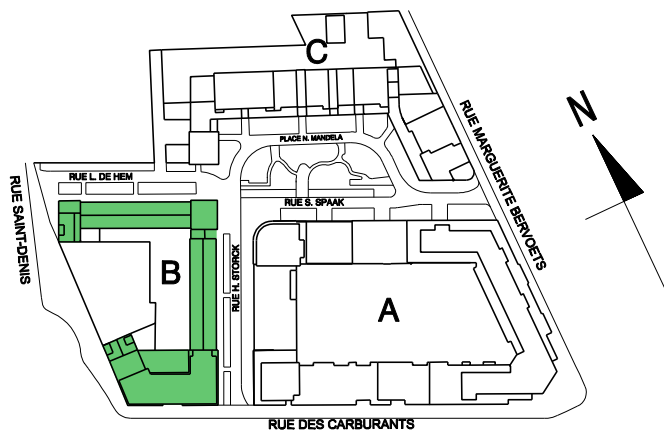 C
N
RUE MARGUERITE BERVOETS
PLACE N. MANDELA
RUE L. DE HEM
RUE S. SPAAK
RUE SAINT-DENIS
B
RUE H. STORCK
A
RUE DES CARBURANTS